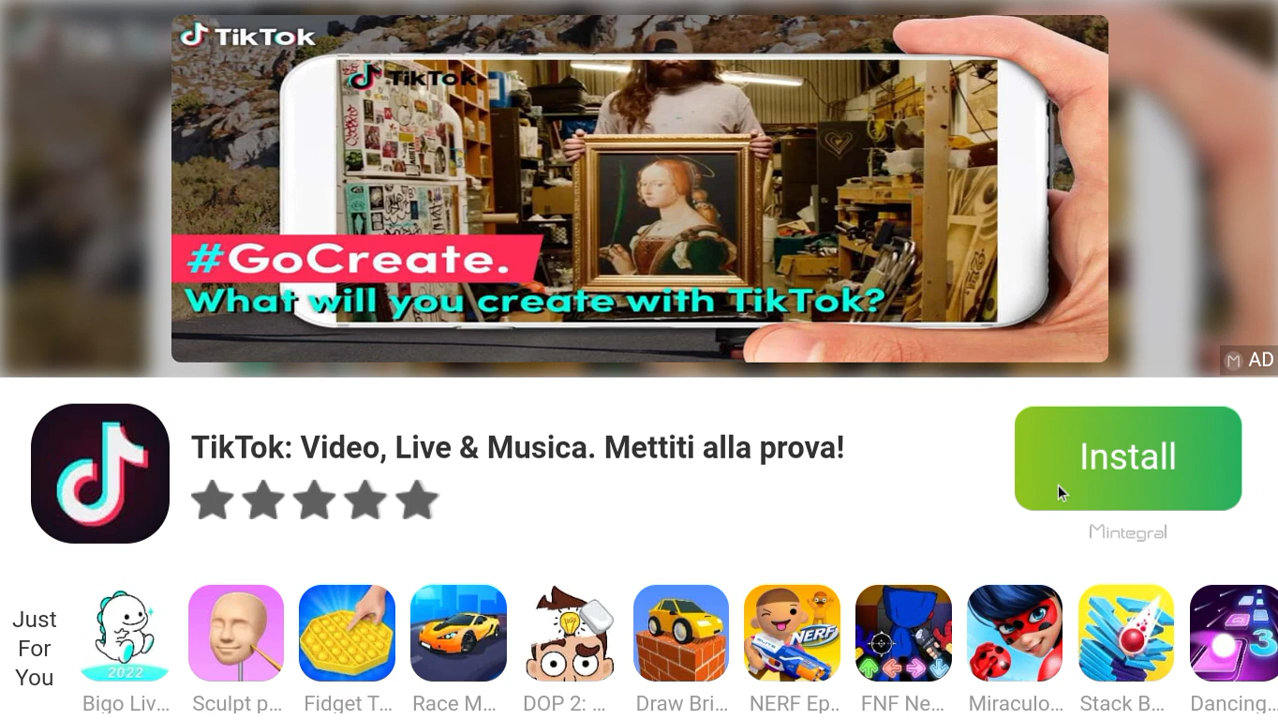 TikTok
TikTok
#GoCreate.
What will you create with TikTok?
M AD
TikTok: Video, Live & Musica. Mettiti alla prova!
Install
Mintegral
Just
For
You
2022
NERF
3
Bigo Liv...
Sculpt p...
Fidget T...
Race M...
DOP 2: ...
Draw Bri...
NERF Ep..
FNF Ne...
Miraculo...
Stack B...
Dancing...